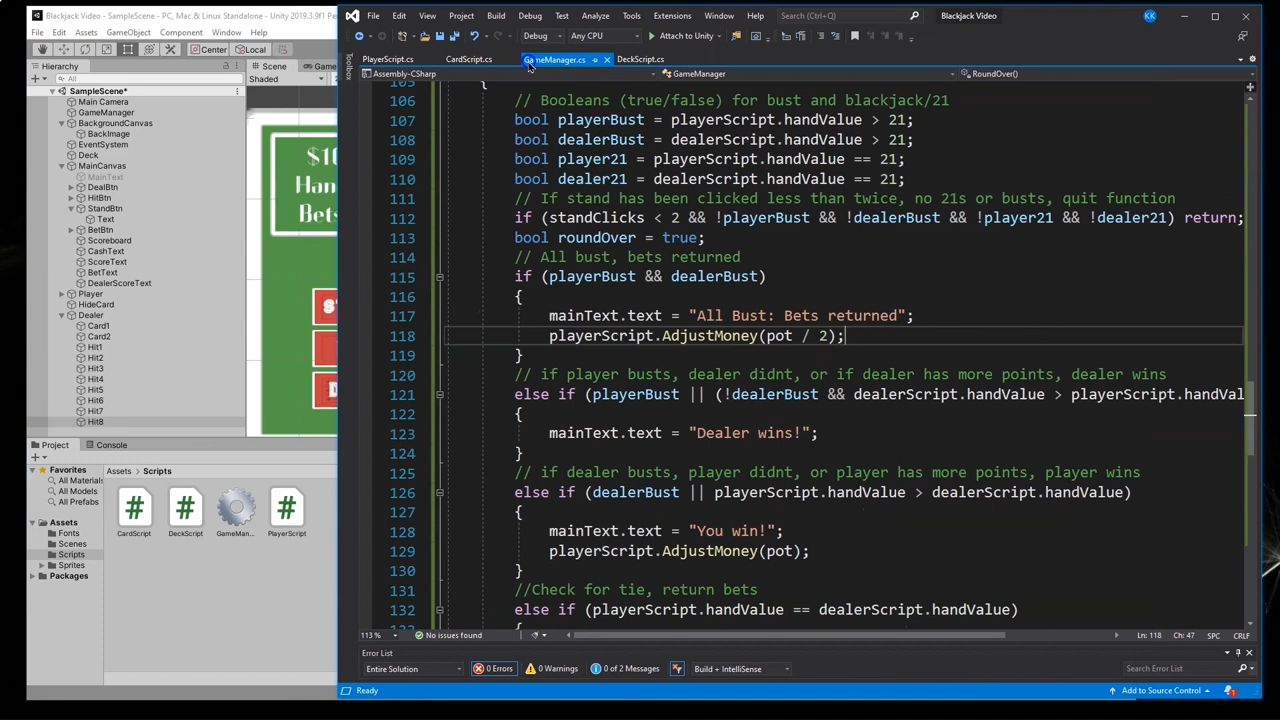 Blackjack Video - SampleScene - PC, Mac & Linux Standalone - Unity 2019.3.9f1
File Edit Assets GameObject Component Window Help
Center Local
Hierarchy
All
SampleScene*
Main Camera
GameManager
BackgroundCanvas
BackImage
EventSystem
Deck
MainCanvas
MainText
DealBtn
HitBtn
StandBtn
Text
BetBtn
Scoreboard
CashText
ScoreText
BetText
DealerScoreText
Player
HideCard
Dealer
Card1
Card2
Hit1
Hit2
Hit3
Hit4
Hit5
Hit6
Hit7
Hit8
Scene
Shaded
Hand
Bets
Project Console
Favorites
All Materials
All Models
All Prefabs
Assets
Fonts
Scenes
Scripts
Sprites
Packages
Assets > Scripts
CardScript DeckScript GameMan... PlayerScript
File Edit View Project Build Debug Test Analyze Tools Extensions Window Help Search (Ctrl+Q) Blackjack Video KK
Debug Any CPU Attach to Unity
Toolbox
PlayerScript.cs CardScript.cs GameManager.cs DeckScript.cs
Assembly-CSharp GameManager RoundOver()
105 {
106 // Booleans (true/false) for bust and blackjack/21
107 bool playerBust = playerScript.handValue > 21;
108 bool dealerBust = dealerScript.handValue > 21;
109 bool player21 = playerScript.handValue == 21;
110 bool dealer21 = dealerScript.handValue == 21;
111 // If stand has been clicked less than twice, no 21s or busts, quit function
112 if (standClicks < 2 && !playerBust && !dealerBust && !player21 && !dealer21) return;
113 bool roundOver = true;
114 // All bust, bets returned
115 if (playerBust && dealerBust)
116 {
117 mainText.text = "All Bust: Bets returned";
118 playerScript.AdjustMoney(pot / 2);
119 }
120 // if player busts, dealer didnt, or if dealer has more points, dealer wins
121 else if (playerBust || (!dealerBust && dealerScript.handValue > playerScript.handVal
122 {
123 mainText.text = "Dealer wins!";
124 }
125 // if dealer busts, player didnt, or player has more points, player wins
126 else if (dealerBust || playerScript.handValue > dealerScript.handValue)
127 {
128 mainText.text = "You win!";
129 playerScript.AdjustMoney(pot);
130 }
131 //Check for tie, return bets
132 else if (playerScript.handValue == dealerScript.handValue)
{
113 % No issues found Ln: 118 Ch: 47 SPC CRLF
Error List
Entire Solution 0 Errors 0 Warnings 0 of 2 Messages Build + IntelliSense Search Error List
Ready Add to Source Control